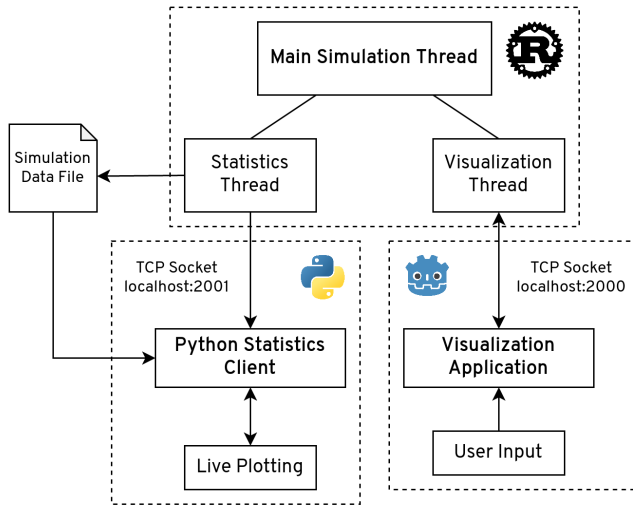 Main Simulation Thread
R
Simulation
Data File
Statistics
Thread
Visualization
Thread
TCP Socket
localhost:2001
TCP Socket
localhost:2000
Python Statistics
Client
Visualization
Application
Live Plotting
User Input